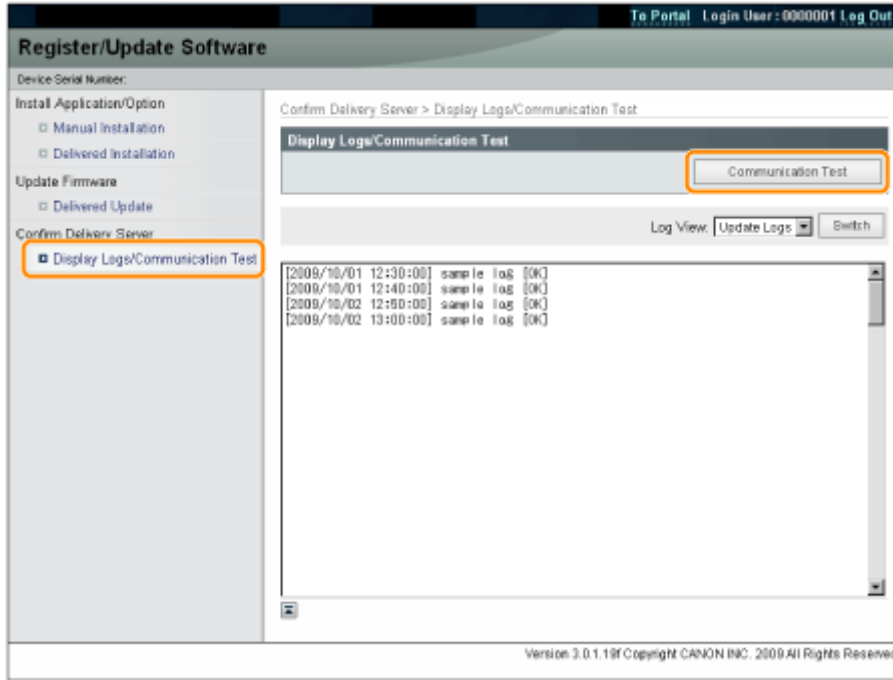 To Portal Login User : 0000001 Log Out
Register/Update Software
Device Serial Number:
Install Application/Option
Manual Installation
Delivered Installation
Update Firmware
Delivered Update
Confirm Delivery Server
Display Logs/Communication Test
Confirm Delivery Server > Display Logs/Communication Test
Display Logs/Communication Test
Communication Test
Log View: Update Logs Switch
[2009/10/01 12:30:00] sample log [OK]
[2009/10/01 12:40:00] sample log [OK]
[2009/10/02 12:50:00] sample log [OK]
[2009/10/02 13:00:00] sample log [OK]
Version 3.0.1.19f Copyright CANON INC. 2009 All Rights Reserved